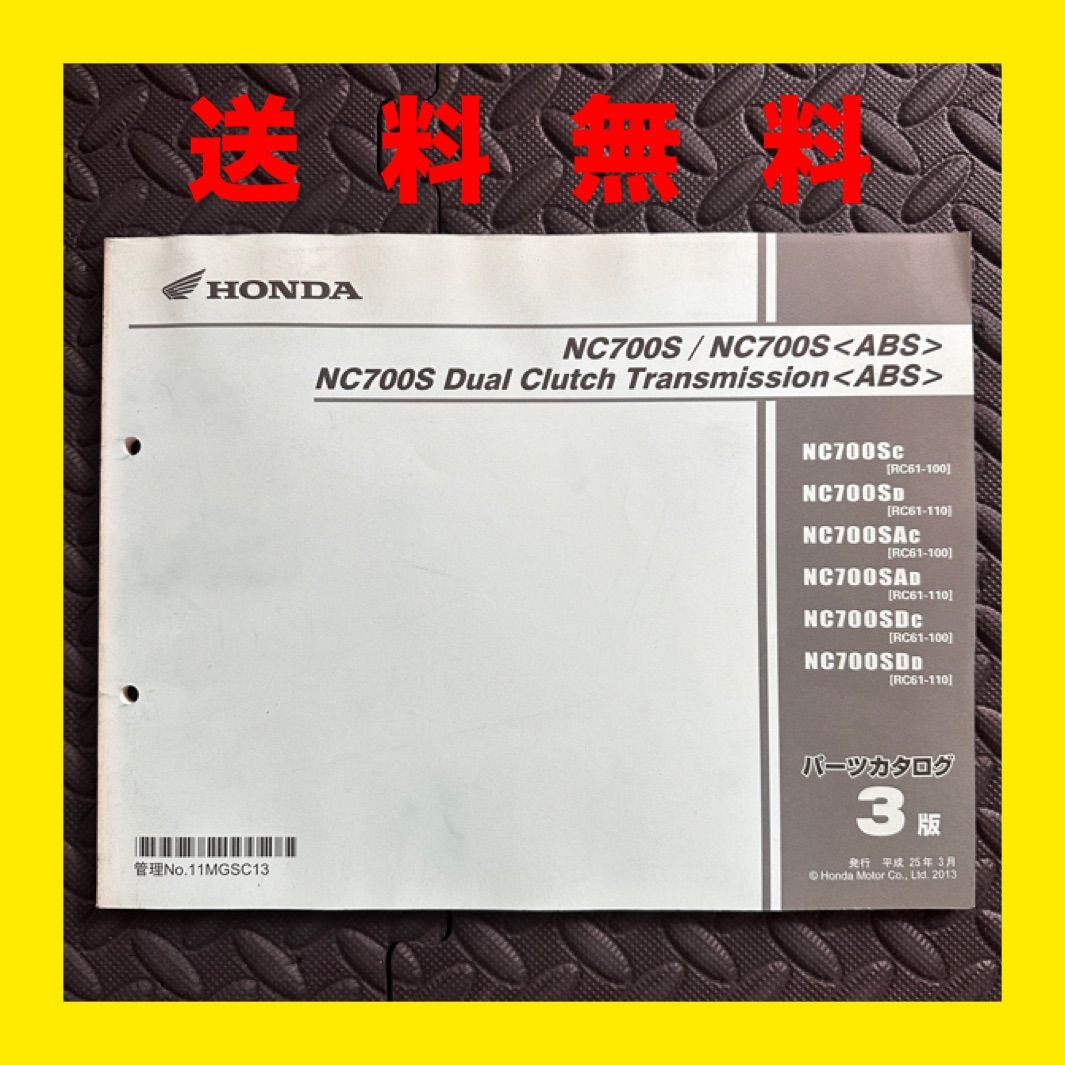 送料無料
HONDA
NC700S / NC700S<ABS>
NC700S Dual Clutch Transmission<ABS>
NC700SC
[RC61-100]
NC700SD
[RC61-110]
NC700SAC
[RC61-100]
NC700SAD
[RC61-110]
NC700SDC
[RC61-100]
NC700SDD
[RC61-110]
パーツカタログ
3版
発行 平成 25年 3月
© Honda Motor Co., Ltd. 2013
管理No.11MGSC13